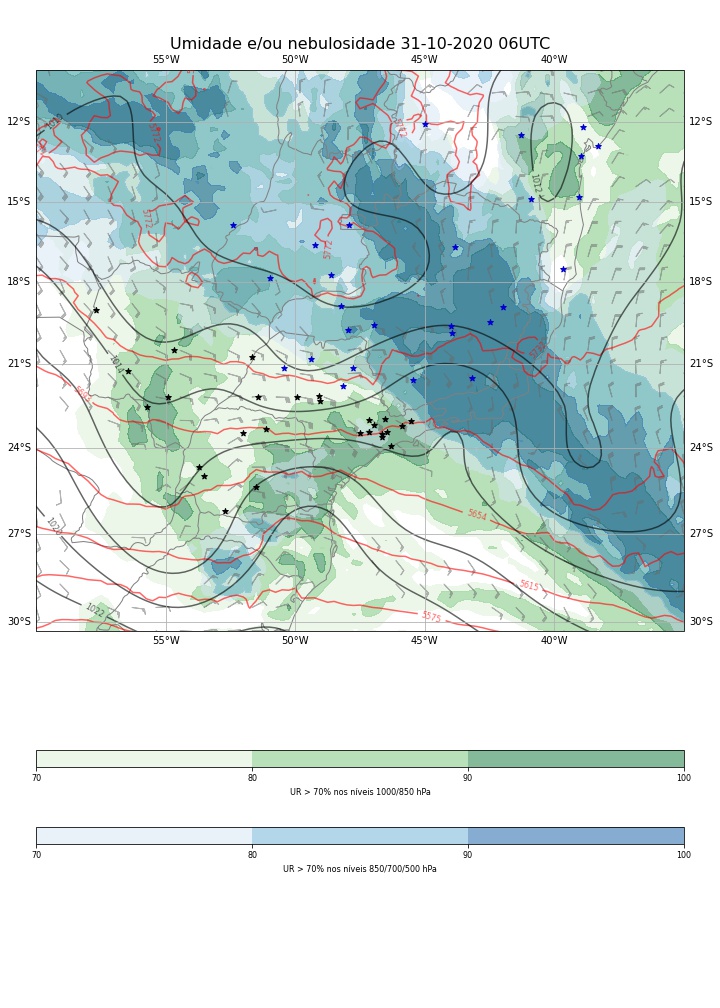 Umidade e/ou nebulosidade 31-10-2020 06UTC
55°W 50°W 45°W 40°W
12°S 12°S
15°S 15°S
18°S 18°S
21°S 21°S
24°S 24°S
27°S 27°S
30°S 30°S
1012
5772
5772
1014
5654
5615
5575
1022
55°W 50°W 45°W 40°W
70 80 90 100
UR > 70% nos níveis 1000/850 hPa
70 80 90 100
UR > 70% nos níveis 850/700/500 hPa